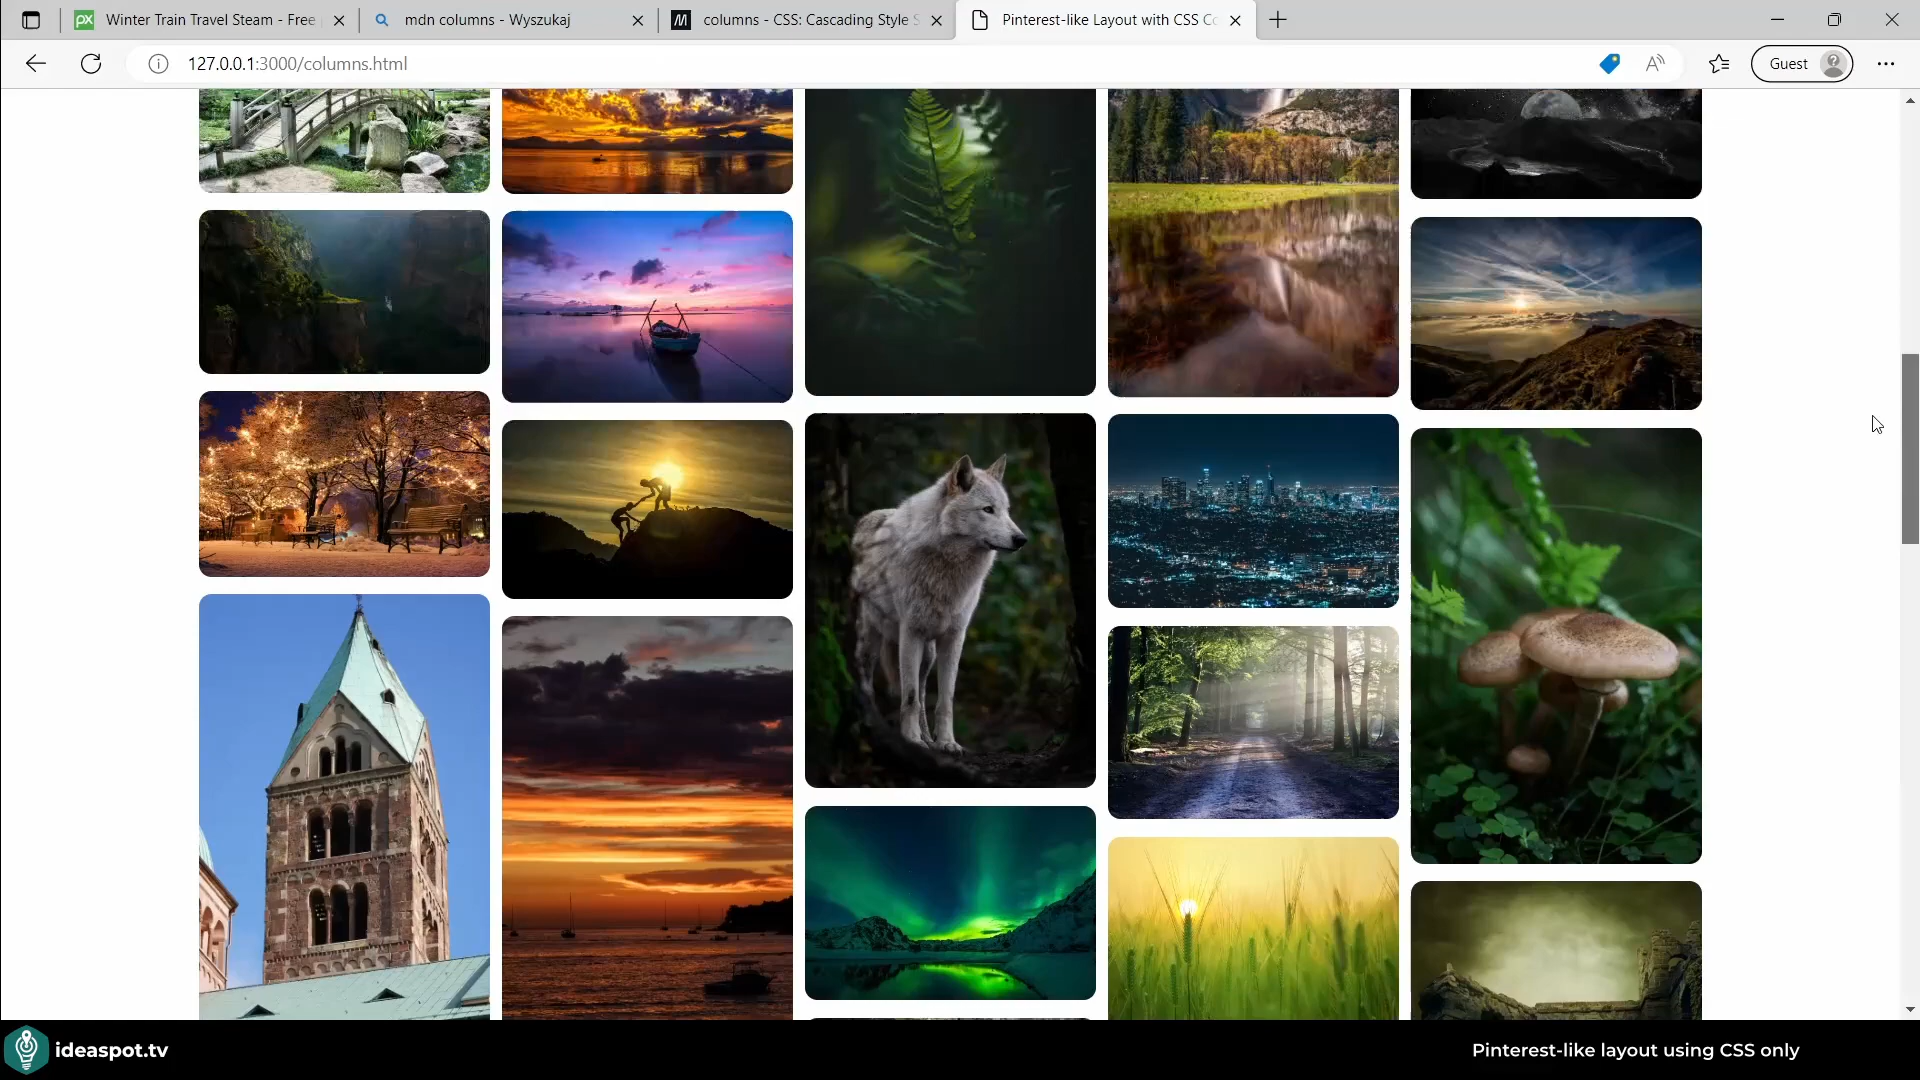 Winter Train Travel Steam - Free
mdn columns - Wyszukaj
columns - CSS: Cascading Style S
Pinterest-like Layout with CSS Co
127.0.0.1:3000/columns.html
Guest
ideaspot.tv
Pinterest-like layout using CSS only